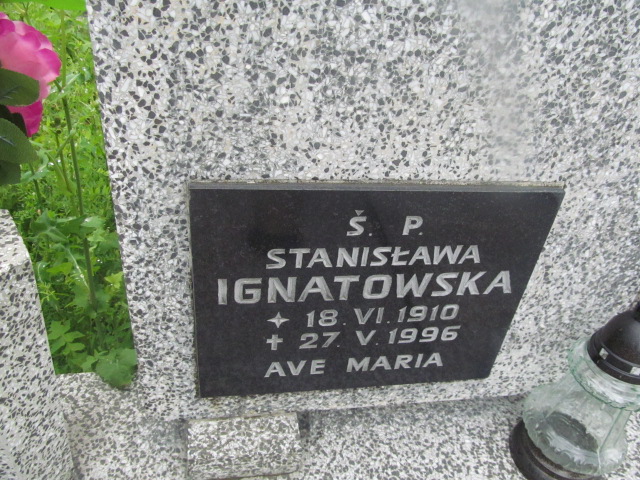 Ś. P.
STANISŁAWA
IGNATOWSKA
18.VI.1910
27.V.1996
AVE MARIA